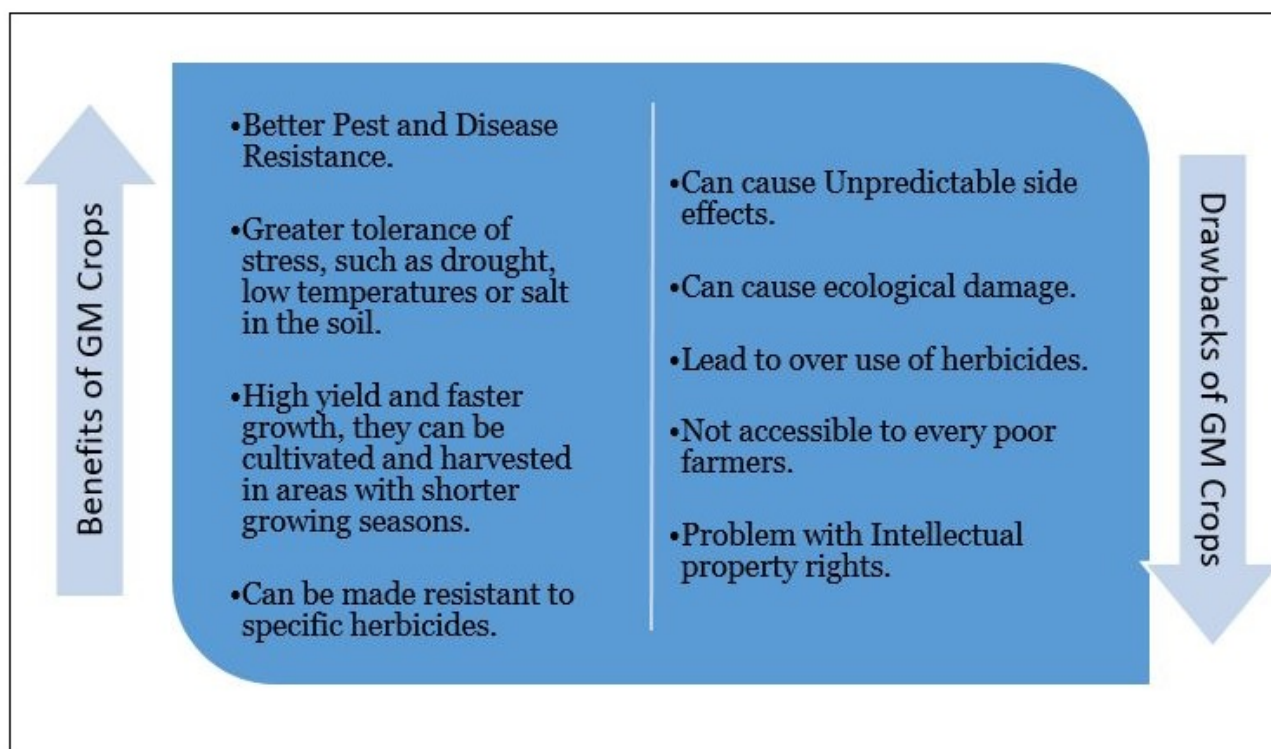 Benefits of GM Crops
•Better Pest and Disease
Resistance.
•Greater tolerance of
stress, such as drought,
low temperatures or salt
in the soil.
•High yield and faster
growth, they can be
cultivated and harvested
in areas with shorter
growing seasons.
•Can be made resistant to
specific herbicides.
•Can cause Unpredictable side
effects.
•Can cause ecological damage.
•Lead to over use of herbicides.
•Not accessible to every poor
farmers.
•Problem with Intellectual
property rights.
Drawbacks of GM Crops